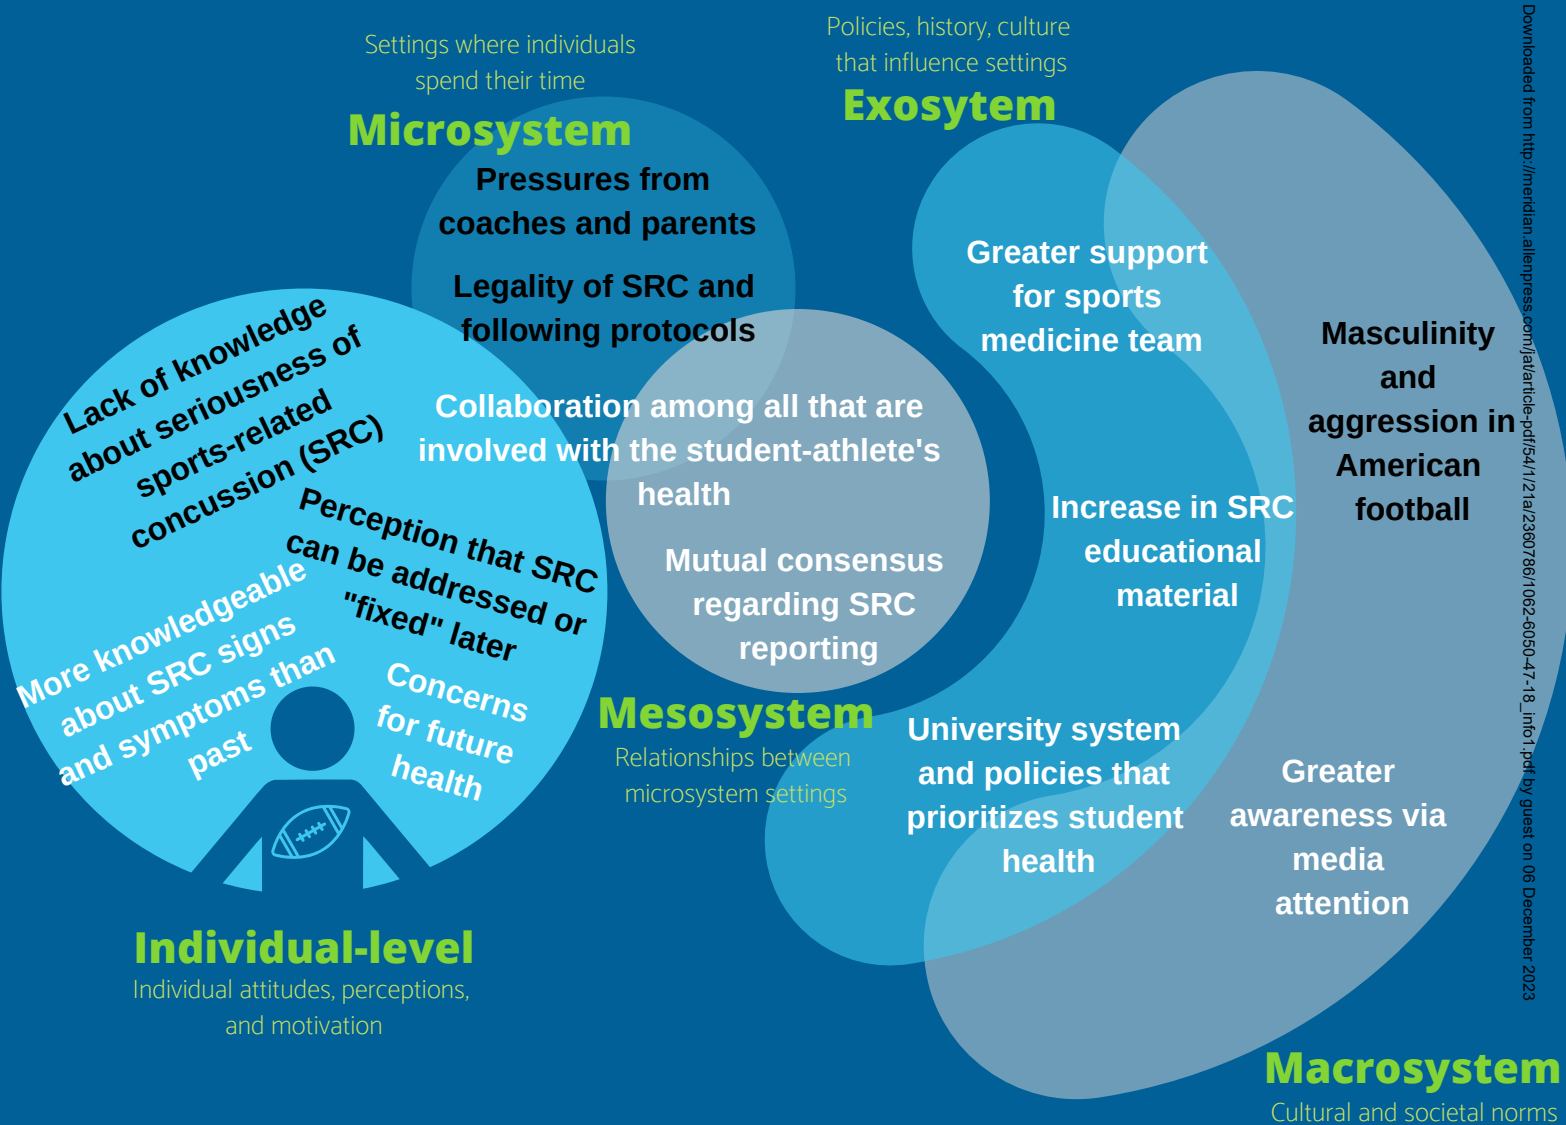 Settings where individuals
spend their time
Microsystem
Pressures from
coaches and parents
Legality of SRC and
following protocols
Policies, history, culture
that influence settings
Exosytem
Greater support
for sports
medicine team
Increase in SRC
educational
material
University system
and policies that
prioritizes student
health
Masculinity
and
aggression in
American
football
Greater
awareness via
media
attention
Macrosystem
Cultural and societal norms
Collaboration among all that are
involved with the student-athlete's
health
Mutual consensus
regarding SRC
reporting
Mesosystem
Relationships between
microsystem settings
Lack of knowledge
about seriousness of
sports-related
concussion (SRC)
Perception that SRC
can be addressed or
"fixed" later
More knowledgeable
about SRC signs
and symptoms than
past
Concerns
for future
health
Individual-level
Individual attitudes, perceptions,
and motivation
Downloaded from http://meridian.allenpress.com/jat/article-pdf/54/1/21a/2360786/1062-6050-47-18_info1.pdf by guest on 06 December 2023